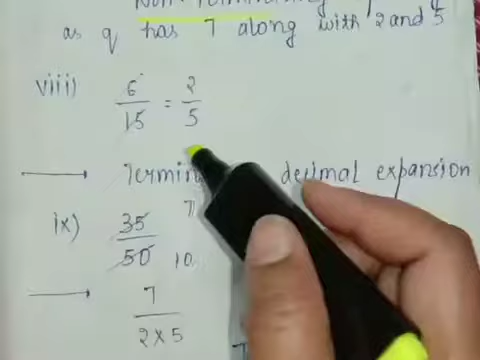 as q has 7 along with 2 and 5
viii) 6/15 = 2/5
→ decimal expansion
ix) 35/50 7 10
→ 7/2×5